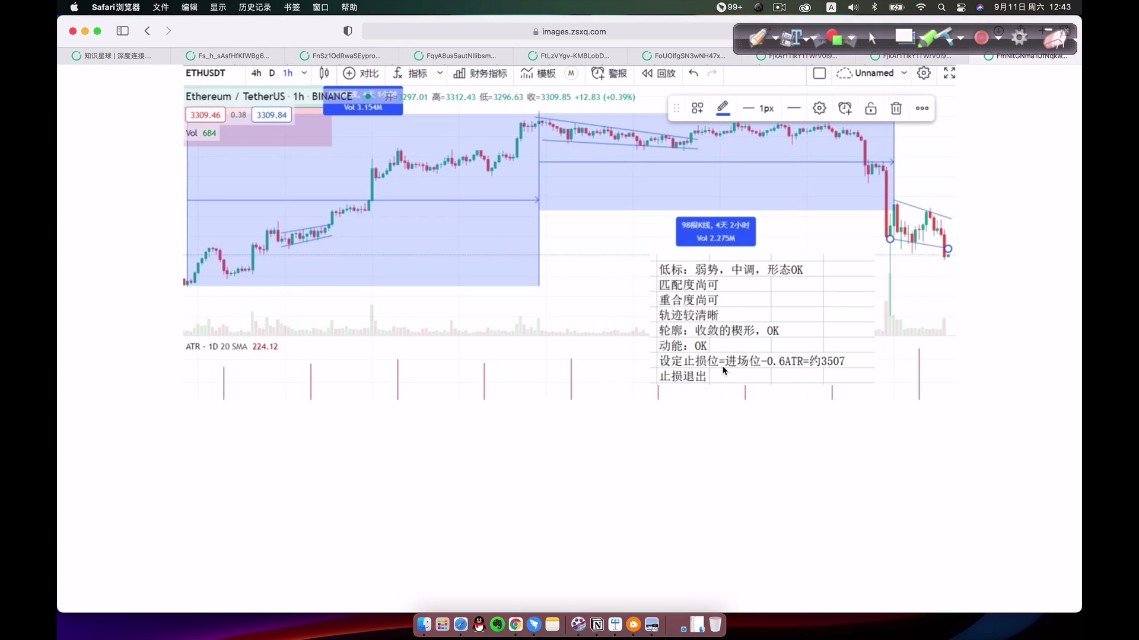 Safari浏览器 文件 编辑 显示 历史记录 书签 窗口 帮助 99+ A 9月11日 周六 12:43
images.zsxq.com
知识星球 | 深度连接... Fs_h_sAsfHfKIWBg6... FnSz1OdRwaSEypro... FqyA8us5autNIIbsm... FlLzVYgv-KMBLobD... FoUOlfgSN3wNH47x...
ETHUSDT 4h D 1h 对比 指标 财务指标 模板 M 警报 回放 Unnamed
Ethereum / TetherUS · 1h · BINANCE 开=3297.01 高=3312.43 低=3296.63 收=3309.85 +12.83 (+0.39%)
Vol 3.154M
1px
3309.46 0.38 3309.84
Vol 684
98根K线, 4天 2小时
Vol 2.275M
低标：弱势，中调，形态OK
匹配度尚可
重合度尚可
轨迹较清晰
轮廓：收敛的楔形，OK
动能：OK
设定止损位=进场位-0.6ATR=约3507
止损退出
ATR · 1D 20 SMA 224.12